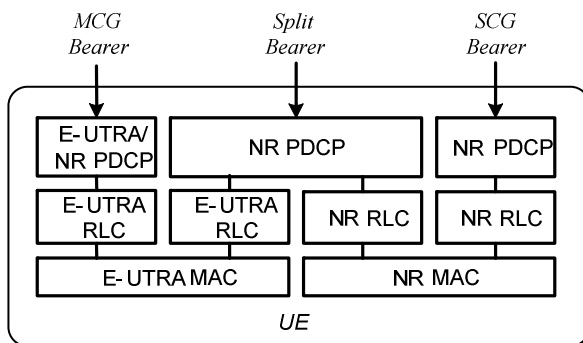 MCG
Bearer
Split
Bearer
SCG
Bearer
E-UTRA/
NR PDCP
NR PDCP
NR PDCP
E-UTRA
RLC
E-UTRA
RLC
NR RLC
NR RLC
E-UTRA MAC
NR MAC
UE